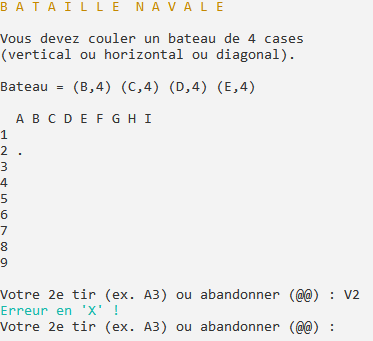 B A T A I L L E  N A V A L E
Vous devez couler un bateau de 4 cases
(vertical ou horizontal ou diagonal).
Bateau = (B,4) (C,4) (D,4) (E,4)
A B C D E F G H I
1
2 .
3
4
5
6
7
8
9
Votre 2e tir (ex. A3) ou abandonner (@@) : V2
Erreur en 'X' !
Votre 2e tir (ex. A3) ou abandonner (@@) :